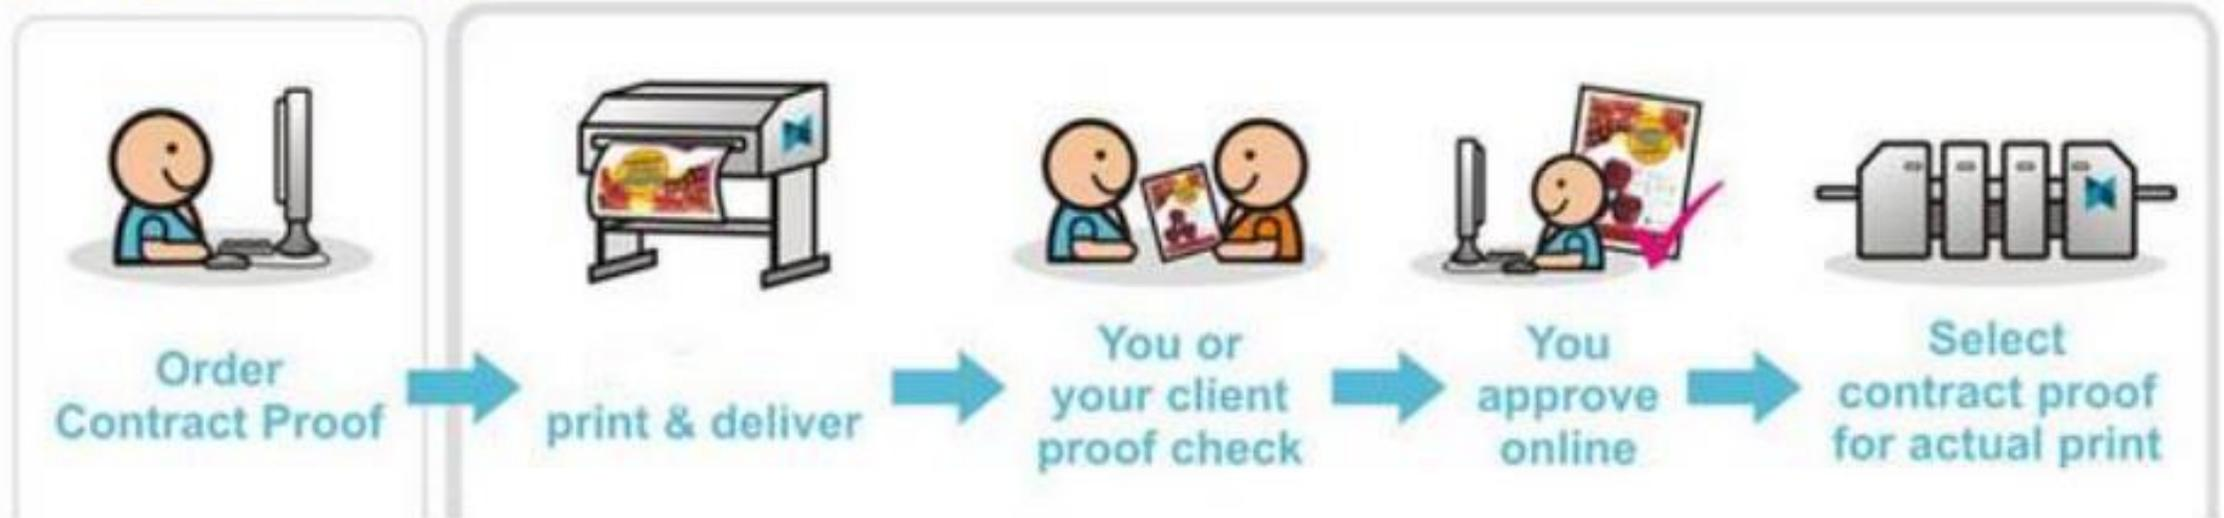 Order
Contract Proof
print & deliver
You or
your client
proof check
You
approve
online
Select
contract proof
for actual print